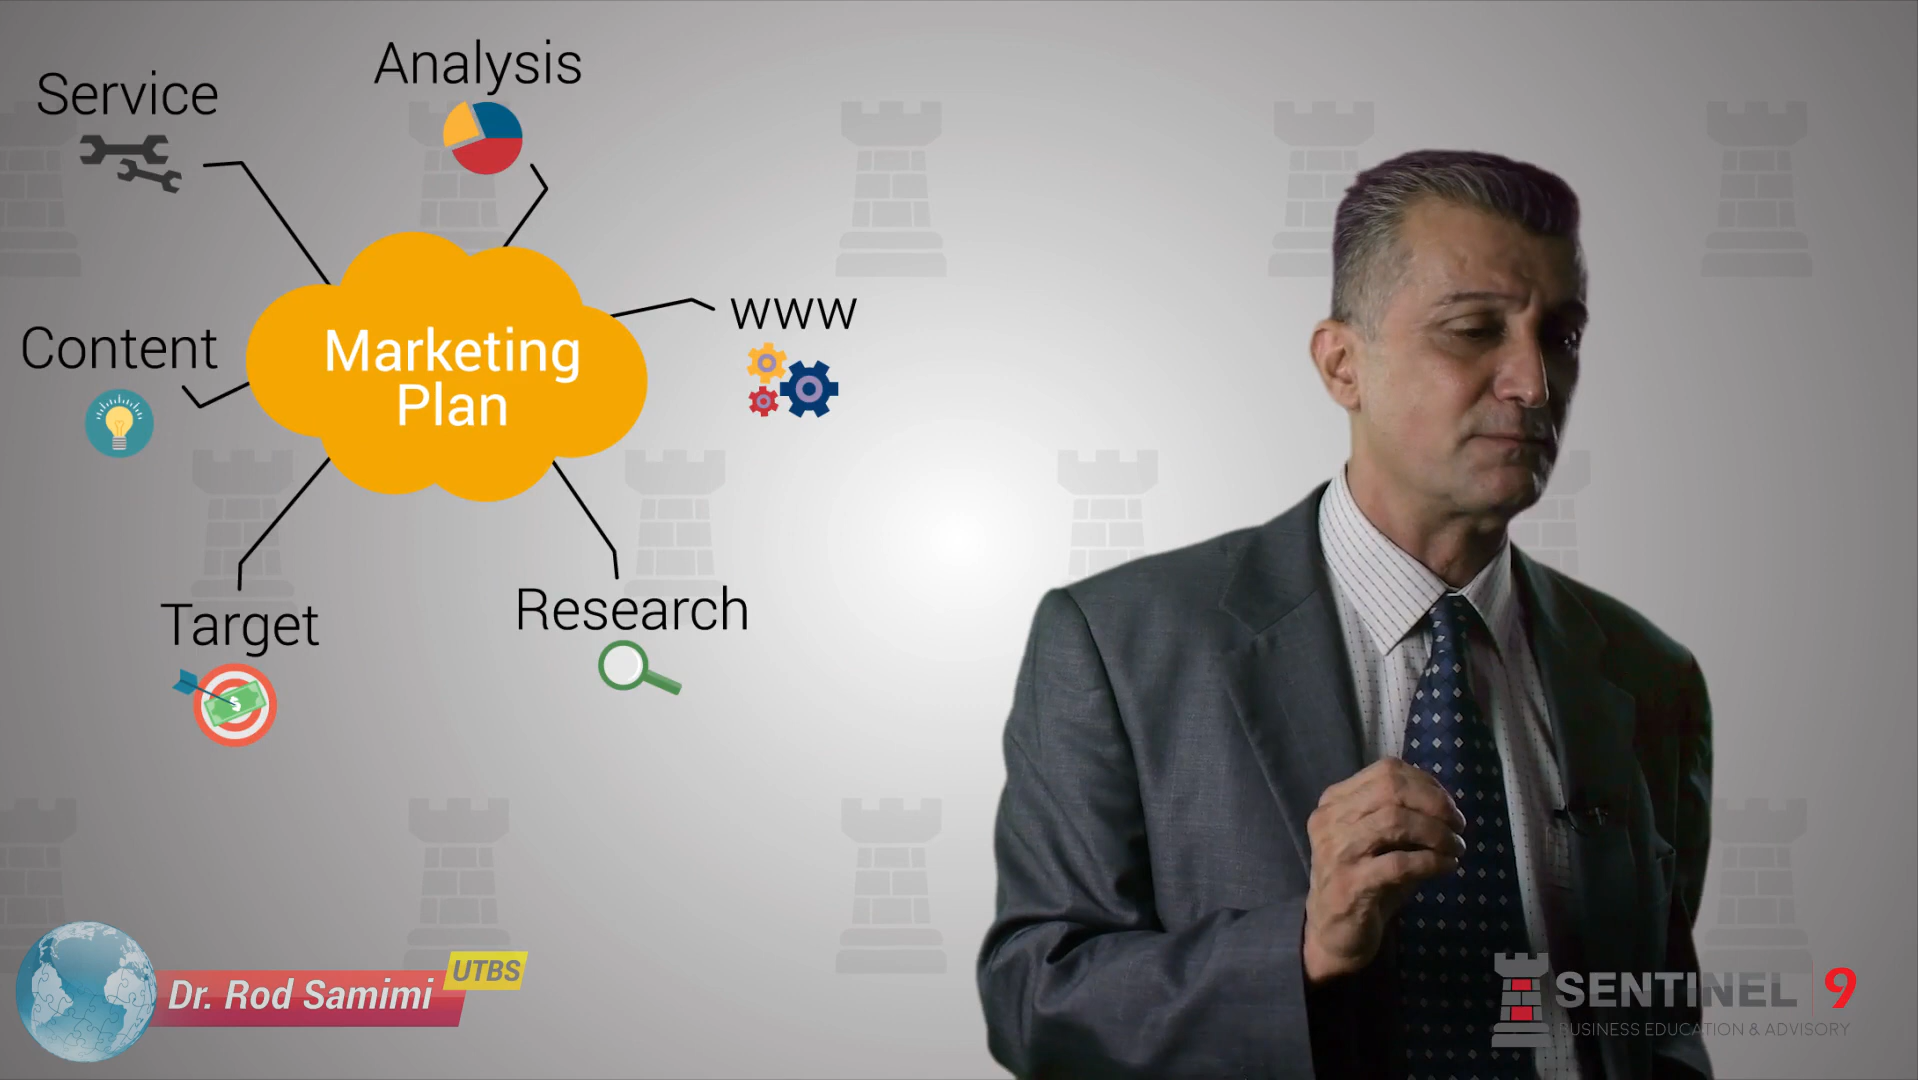 Analysis
Service
www
Marketing
Plan
Content
Research
Target
UTBS
Dr. Rod Samimi
SENTINEL 9
BUSINESS EDUCATION & ADVISORY